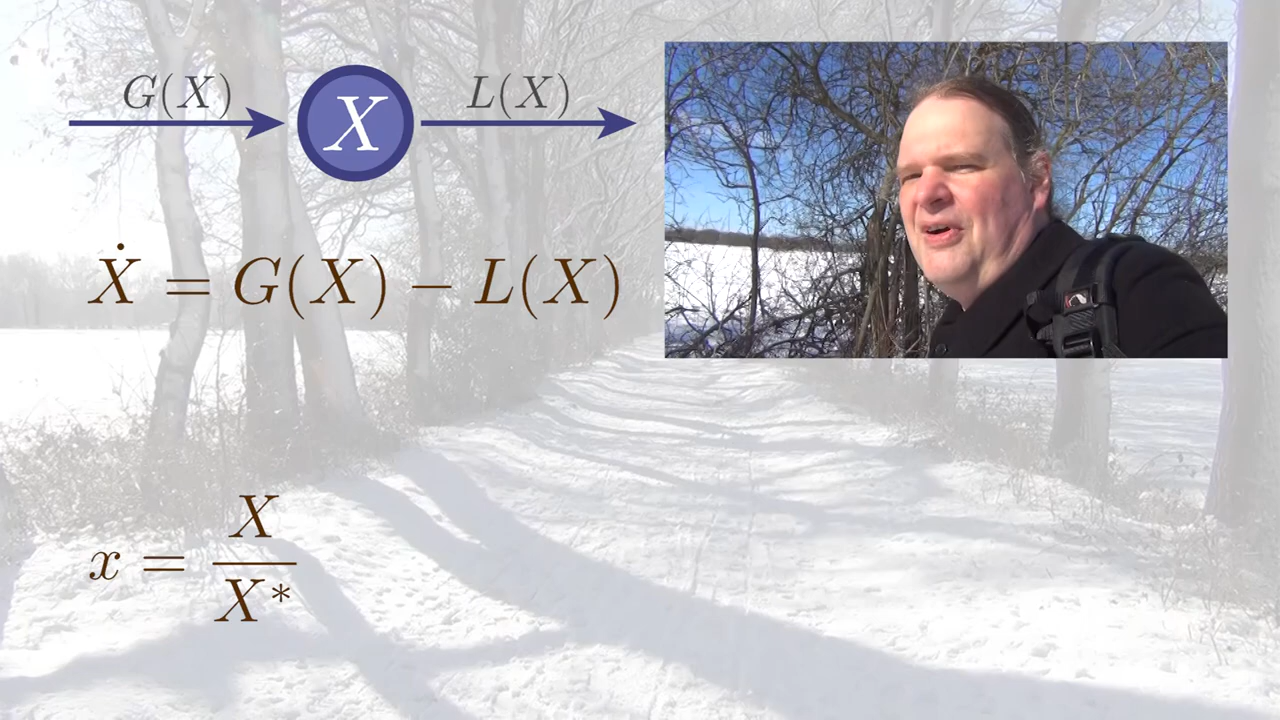 G(X) X L(X)
Ẋ = G(X) − L(X)
x = X / X*